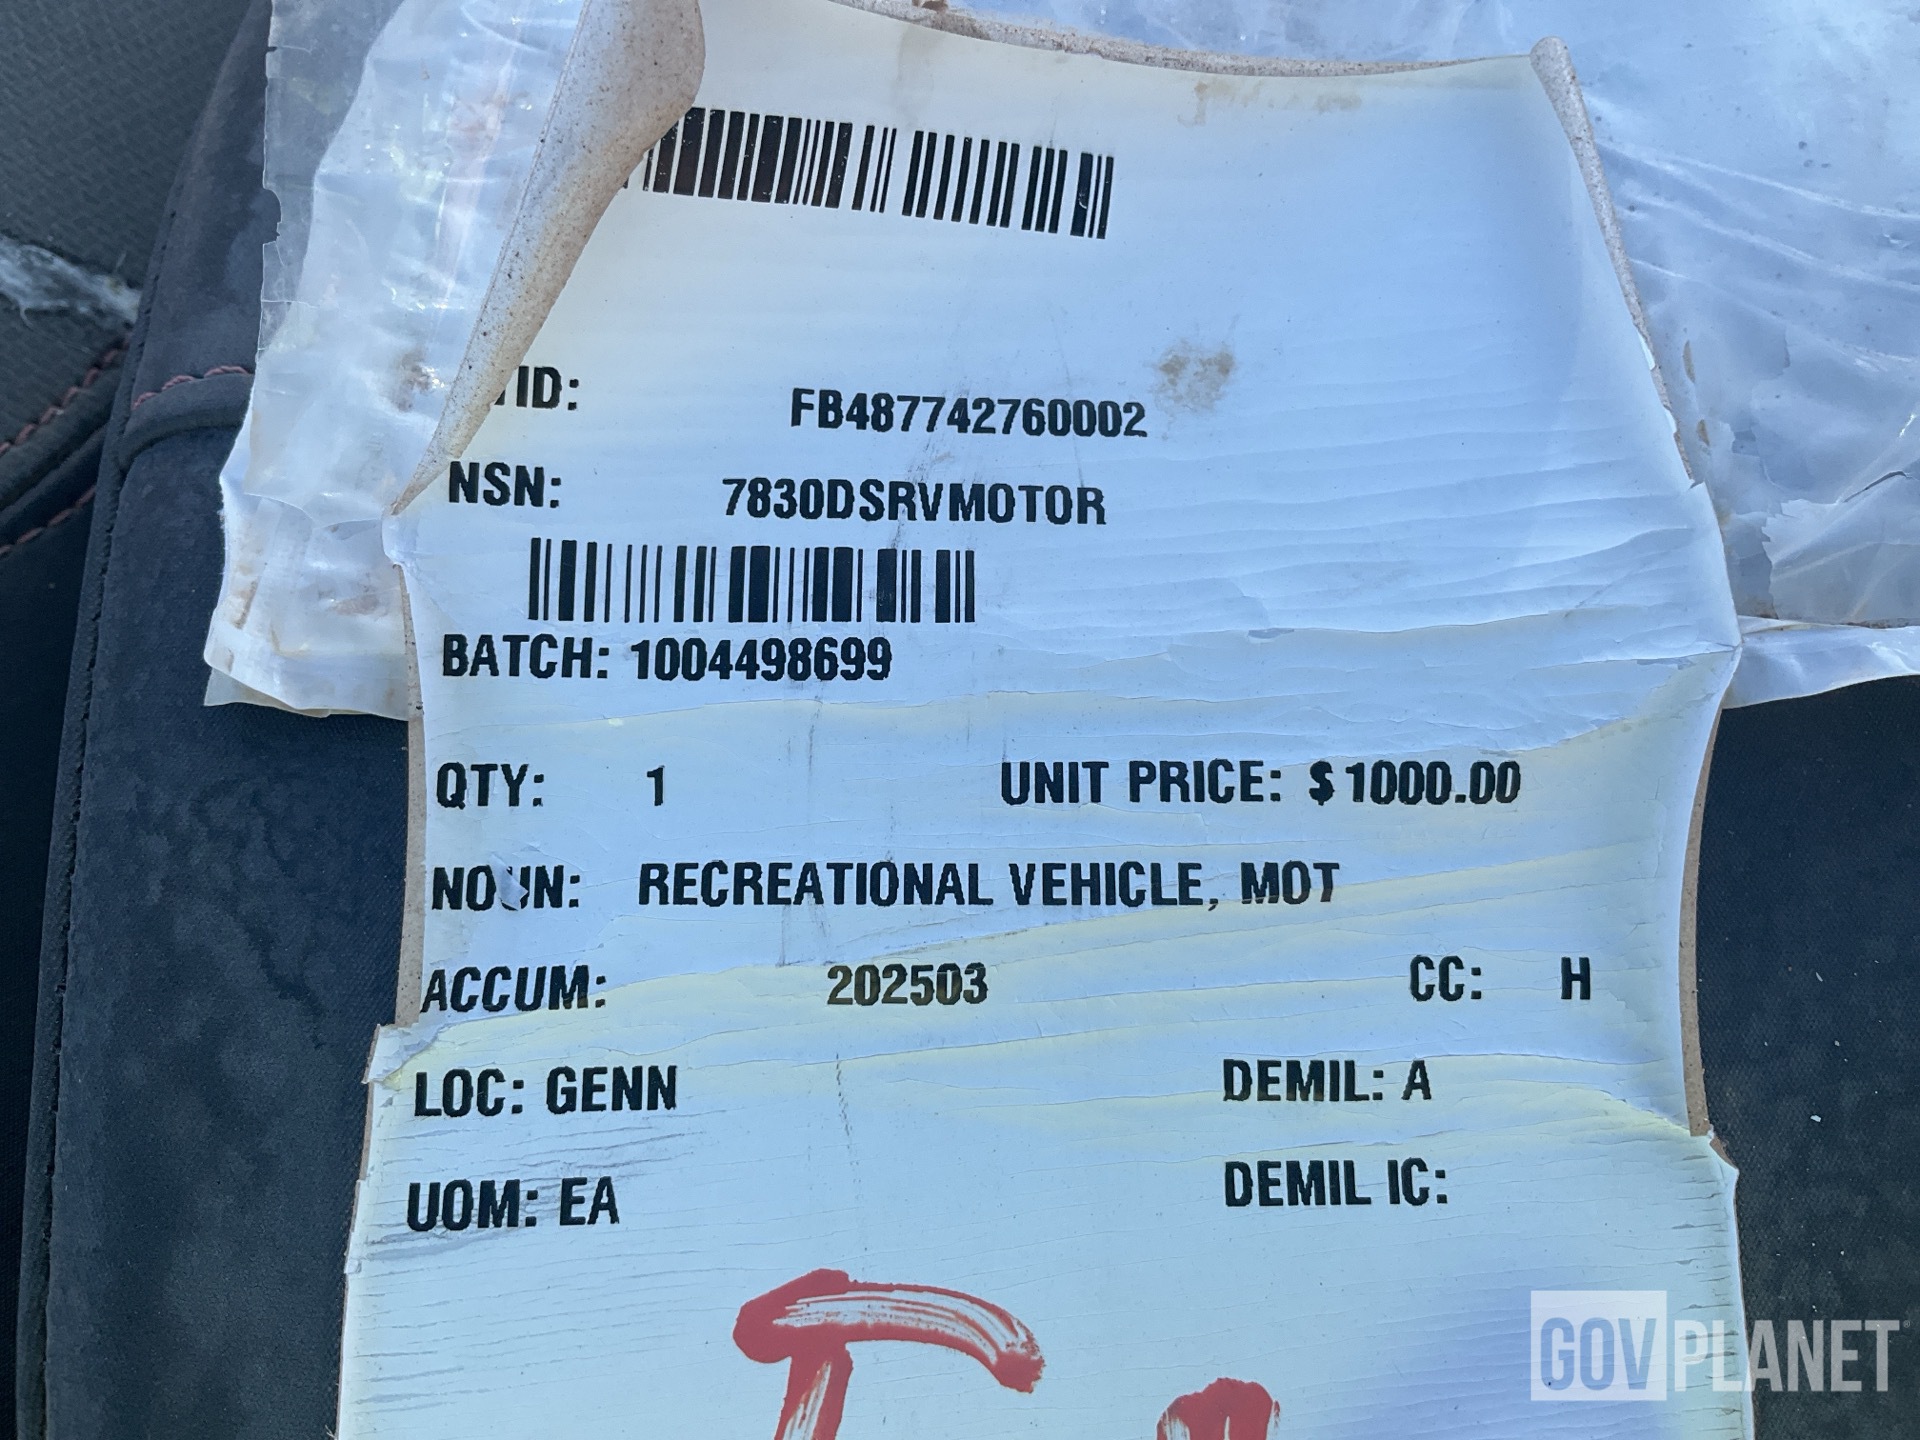 ID: FB487742760002
NSN: 7830DSRVMOTOR
BATCH: 1004498699
QTY: 1 UNIT PRICE: $1000.00
NOUN: RECREATIONAL VEHICLE, MOT
ACCUM: 202503 CC: H
LOC: GENN DEMIL: A
UOM: EA DEMIL IC:
GOVPLANET